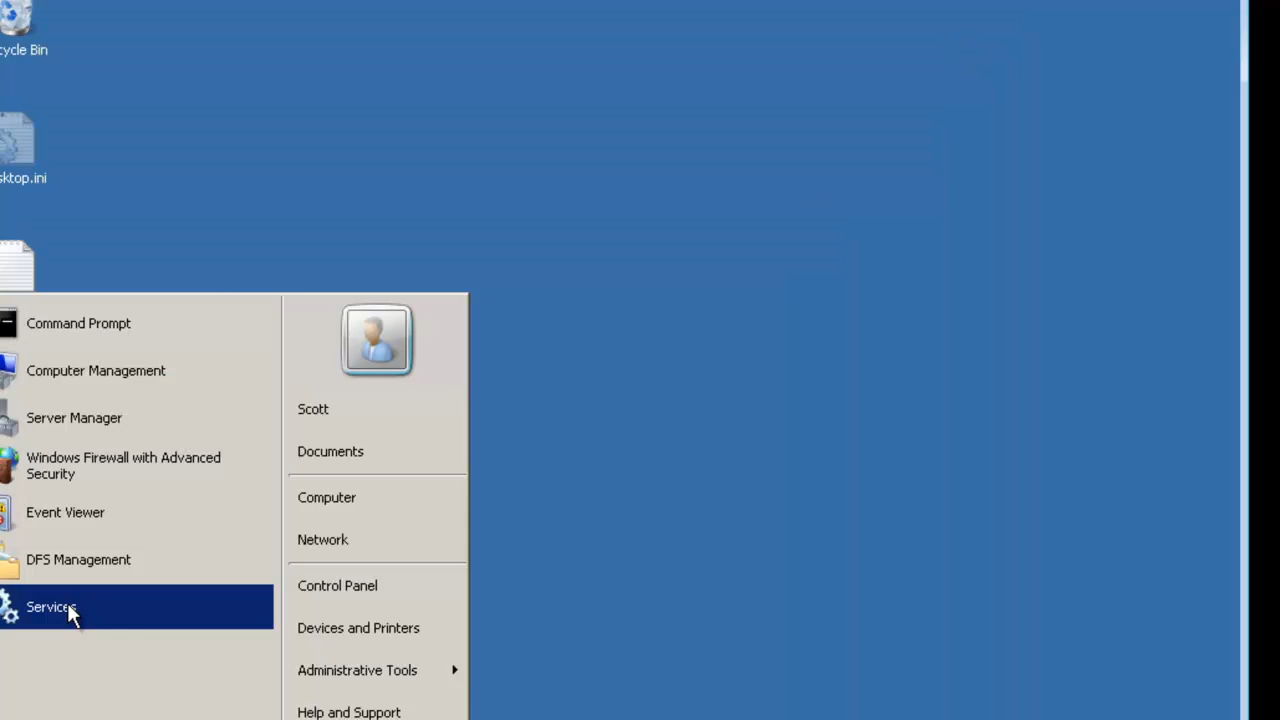 cycle Bin
sktop.ini
Command Prompt
Computer Management
Server Manager
Windows Firewall with Advanced
Security
Event Viewer
DFS Management
Services
Scott
Documents
Computer
Network
Control Panel
Devices and Printers
Administrative Tools
Help and Support